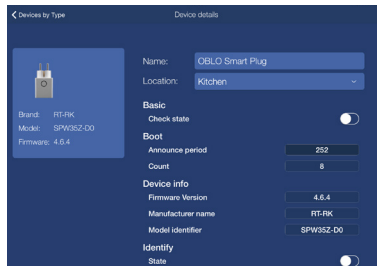 Devices by Type
Device details
Name: OBLO Smart Plug
Location: Kitchen
Brand: RT-RK
Model: SPW35Z-D0
Firmware: 4.6.4
Basic
Check state
Boot
Announce period 252
Count 8
Device info
Firmware Version 4.6.4
Manufacturer name RT-RK
Model identifier SPW35Z-D0
Identify
State